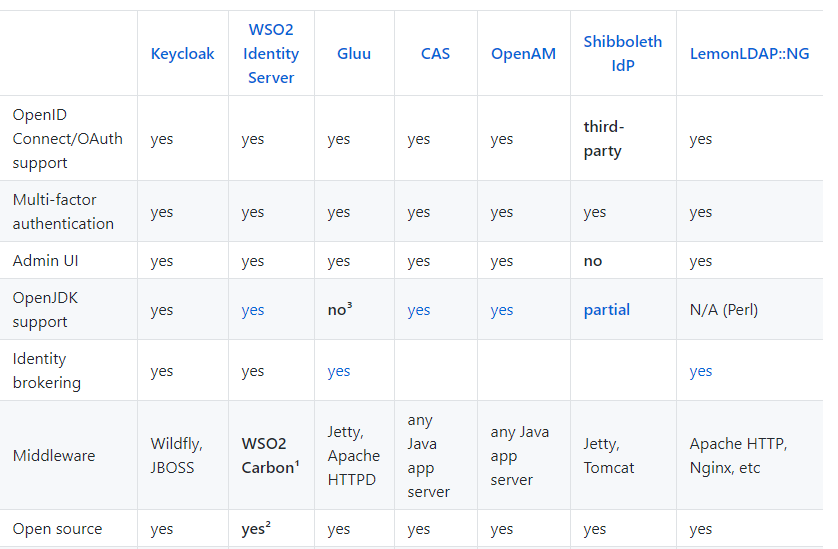 Keycloak WSO2 Identity Server Gluu CAS OpenAM Shibboleth IdP LemonLDAP::NG
OpenID Connect/OAuth support yes yes yes yes yes third-party yes
Multi-factor authentication yes yes yes yes yes yes yes
Admin UI yes yes yes yes yes no yes
OpenJDK support yes yes no³ yes yes partial N/A (Perl)
Identity brokering yes yes yes yes
Middleware Wildfly, JBOSS WSO2 Carbon¹ Jetty, Apache HTTPD any Java app server any Java app server Jetty, Tomcat Apache HTTP, Nginx, etc
Open source yes yes² yes yes yes yes yes